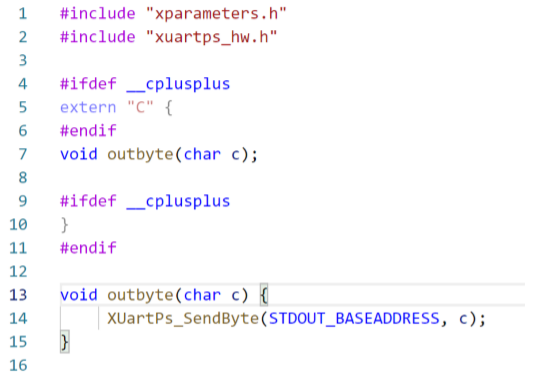 1 #include "xparameters.h"
2 #include "xuartps_hw.h"
3
4 #ifdef __cplusplus
5 extern "C" {
6 #endif
7 void outbyte(char c);
8
9 #ifdef __cplusplus
10 }
11 #endif
12
13 void outbyte(char c) {
14 XUartPs_SendByte(STDOUT_BASEADDRESS, c);
15 }
16